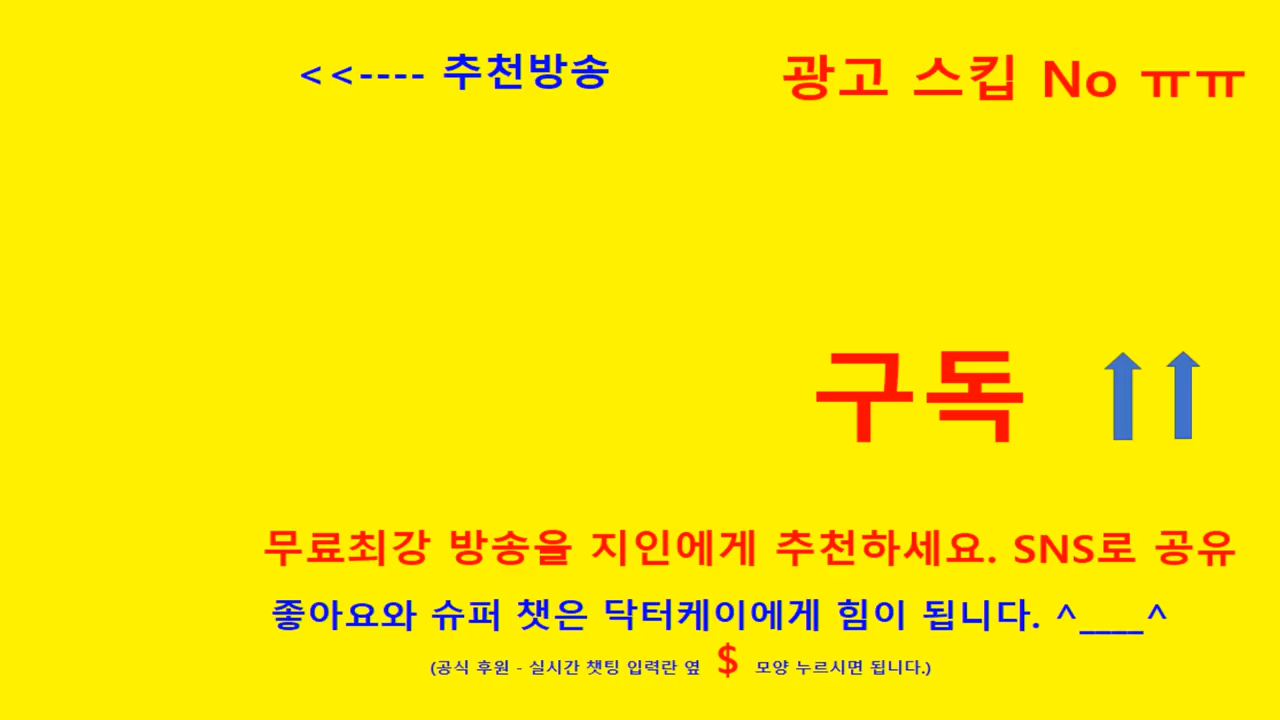 <<---- 추천방송
광고 스킵 No ㅠㅠ
구독
무료최강 방송을 지인에게 추천하세요. SNS로 공유
좋아요와 슈퍼 챗은 닥터케이에게 힘이 됩니다. ^____^
(공식 후원 - 실시간 챗팅 입력란 옆 $ 모양 누르시면 됩니다.)